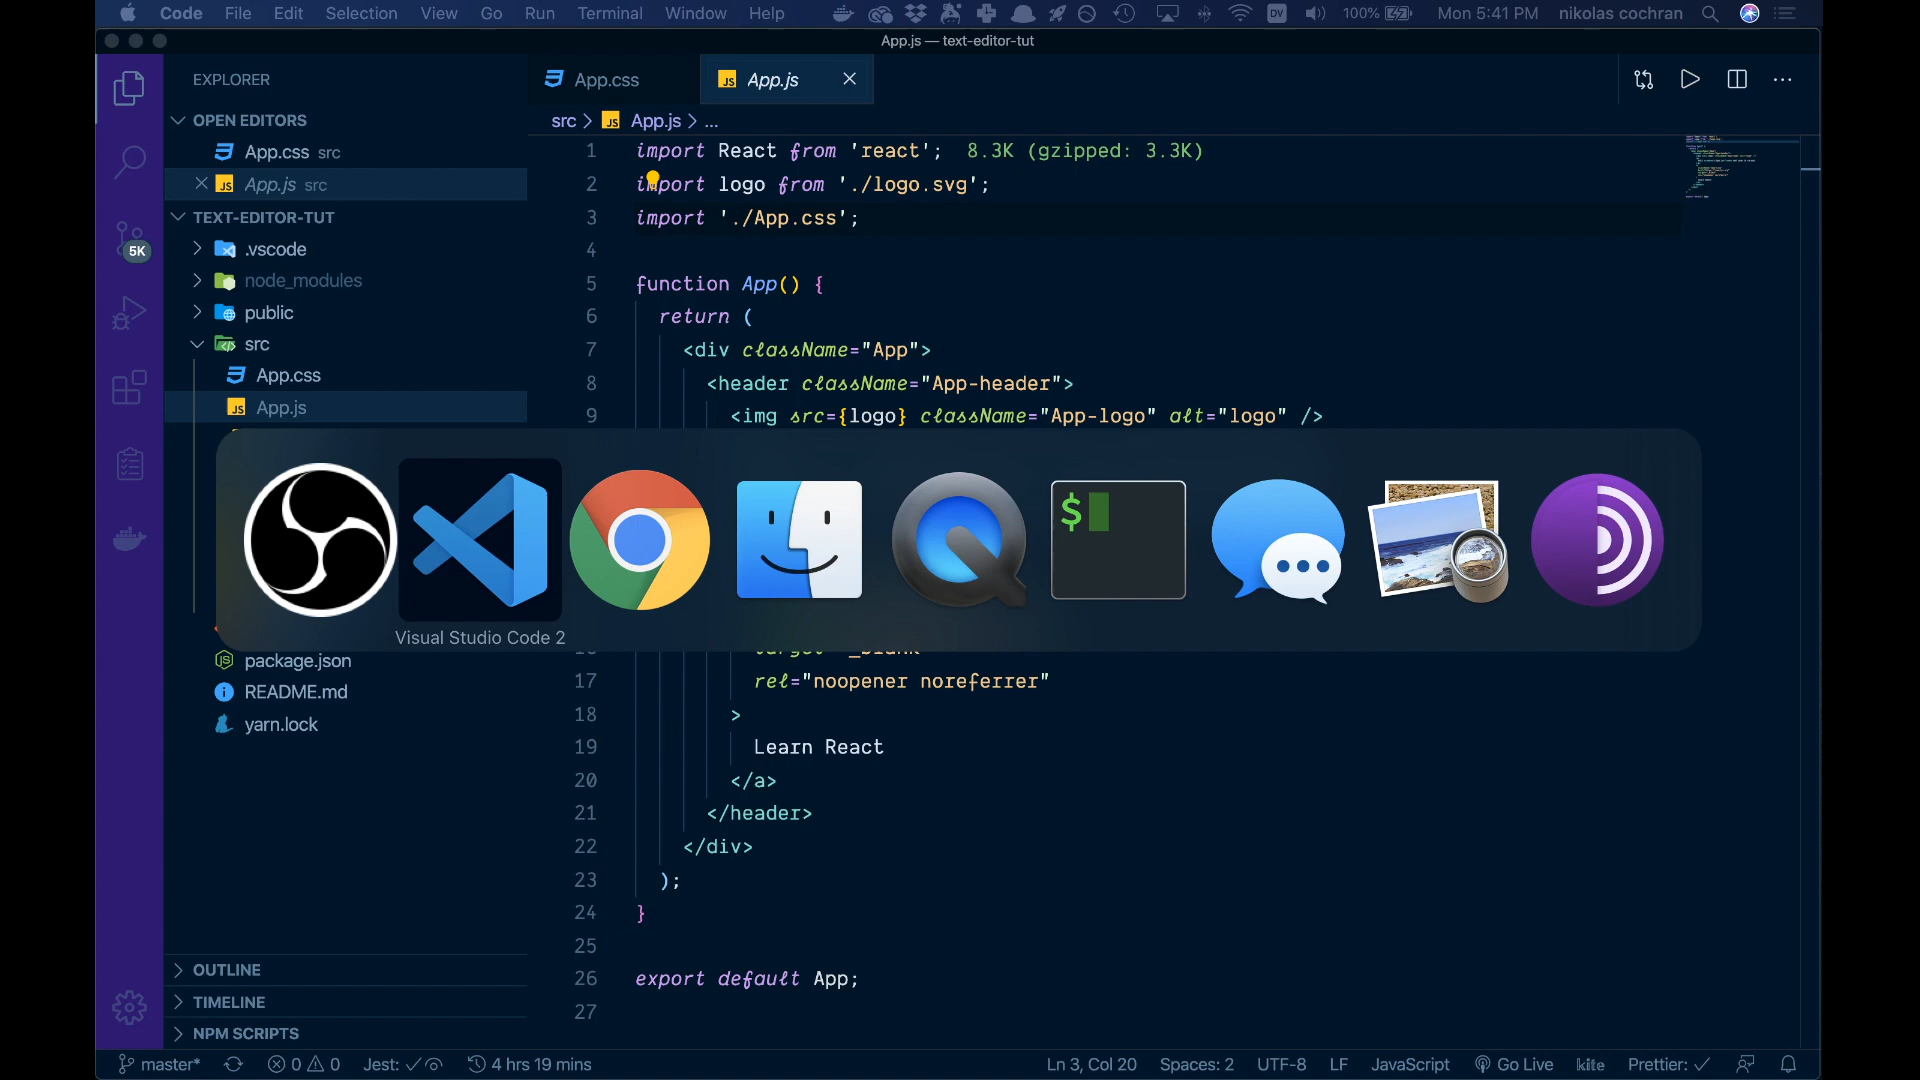 Code File Edit Selection View Go Run Terminal Window Help DV 100% Mon 5:41 PM nikolas cochran
App.js — text-editor-tut
EXPLORER
App.css
JS App.js
OPEN EDITORS
App.css src
JS App.js src
TEXT-EDITOR-TUT
.vscode
node_modules
public
src
App.css
JS App.js
package.json
README.md
yarn.lock
OUTLINE
TIMELINE
NPM SCRIPTS
5K
src > JS App.js > ...
1 import React from 'react'; 8.3K (gzipped: 3.3K)
2 import logo from './logo.svg';
3 import './App.css';
4
5 function App() {
6 return (
7 <div className="App">
8 <header className="App-header">
9 <img src={logo} className="App-logo" alt="logo" />
$
Visual Studio Code 2
17 rel="noopener noreferrer"
18 >
19 Learn React
20 </a>
21 </header>
22 </div>
23 );
24 }
25
26 export default App;
27
master* 0 0 Jest: 4 hrs 19 mins Ln 3, Col 20 Spaces: 2 UTF-8 LF JavaScript Go Live kite Prettier: ✓